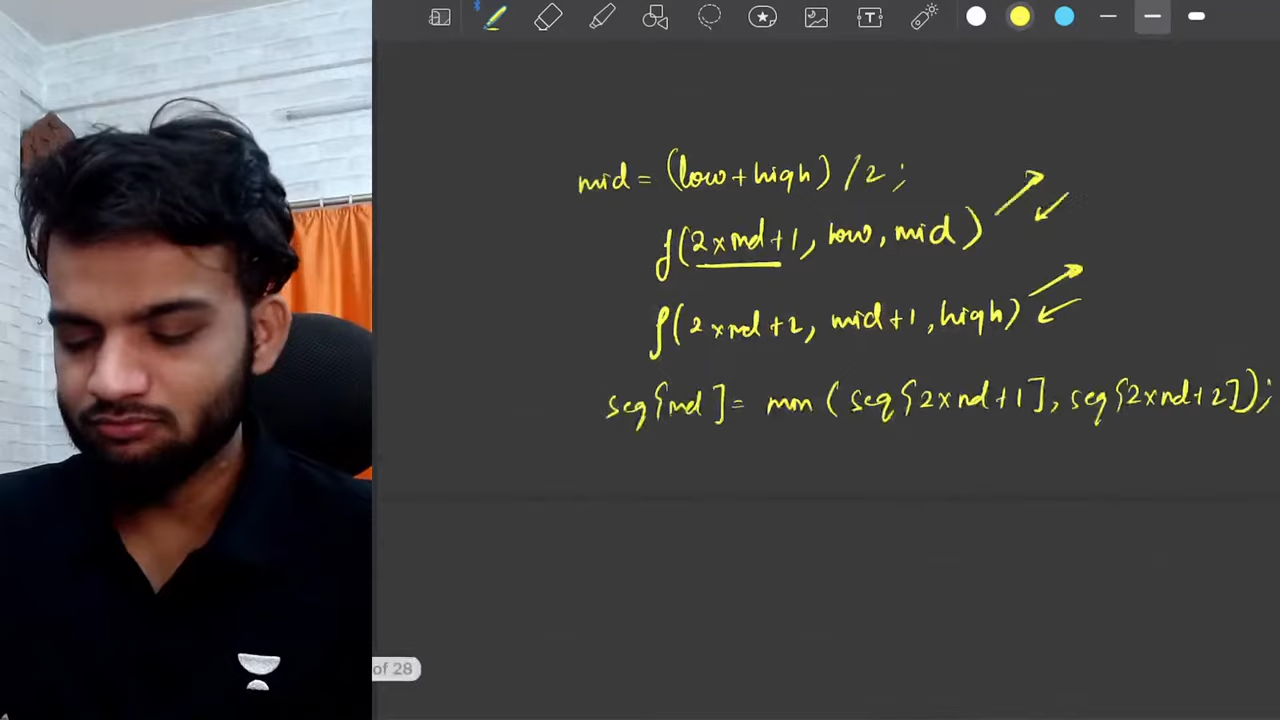 mid = (low + high) / 2;
f(2 x ind + 1, low, mid)
f(2 x ind + 2, mid + 1, high)
seg[ind] = min (seg[2 x ind + 1], seg[2 x ind + 2]);
of 28